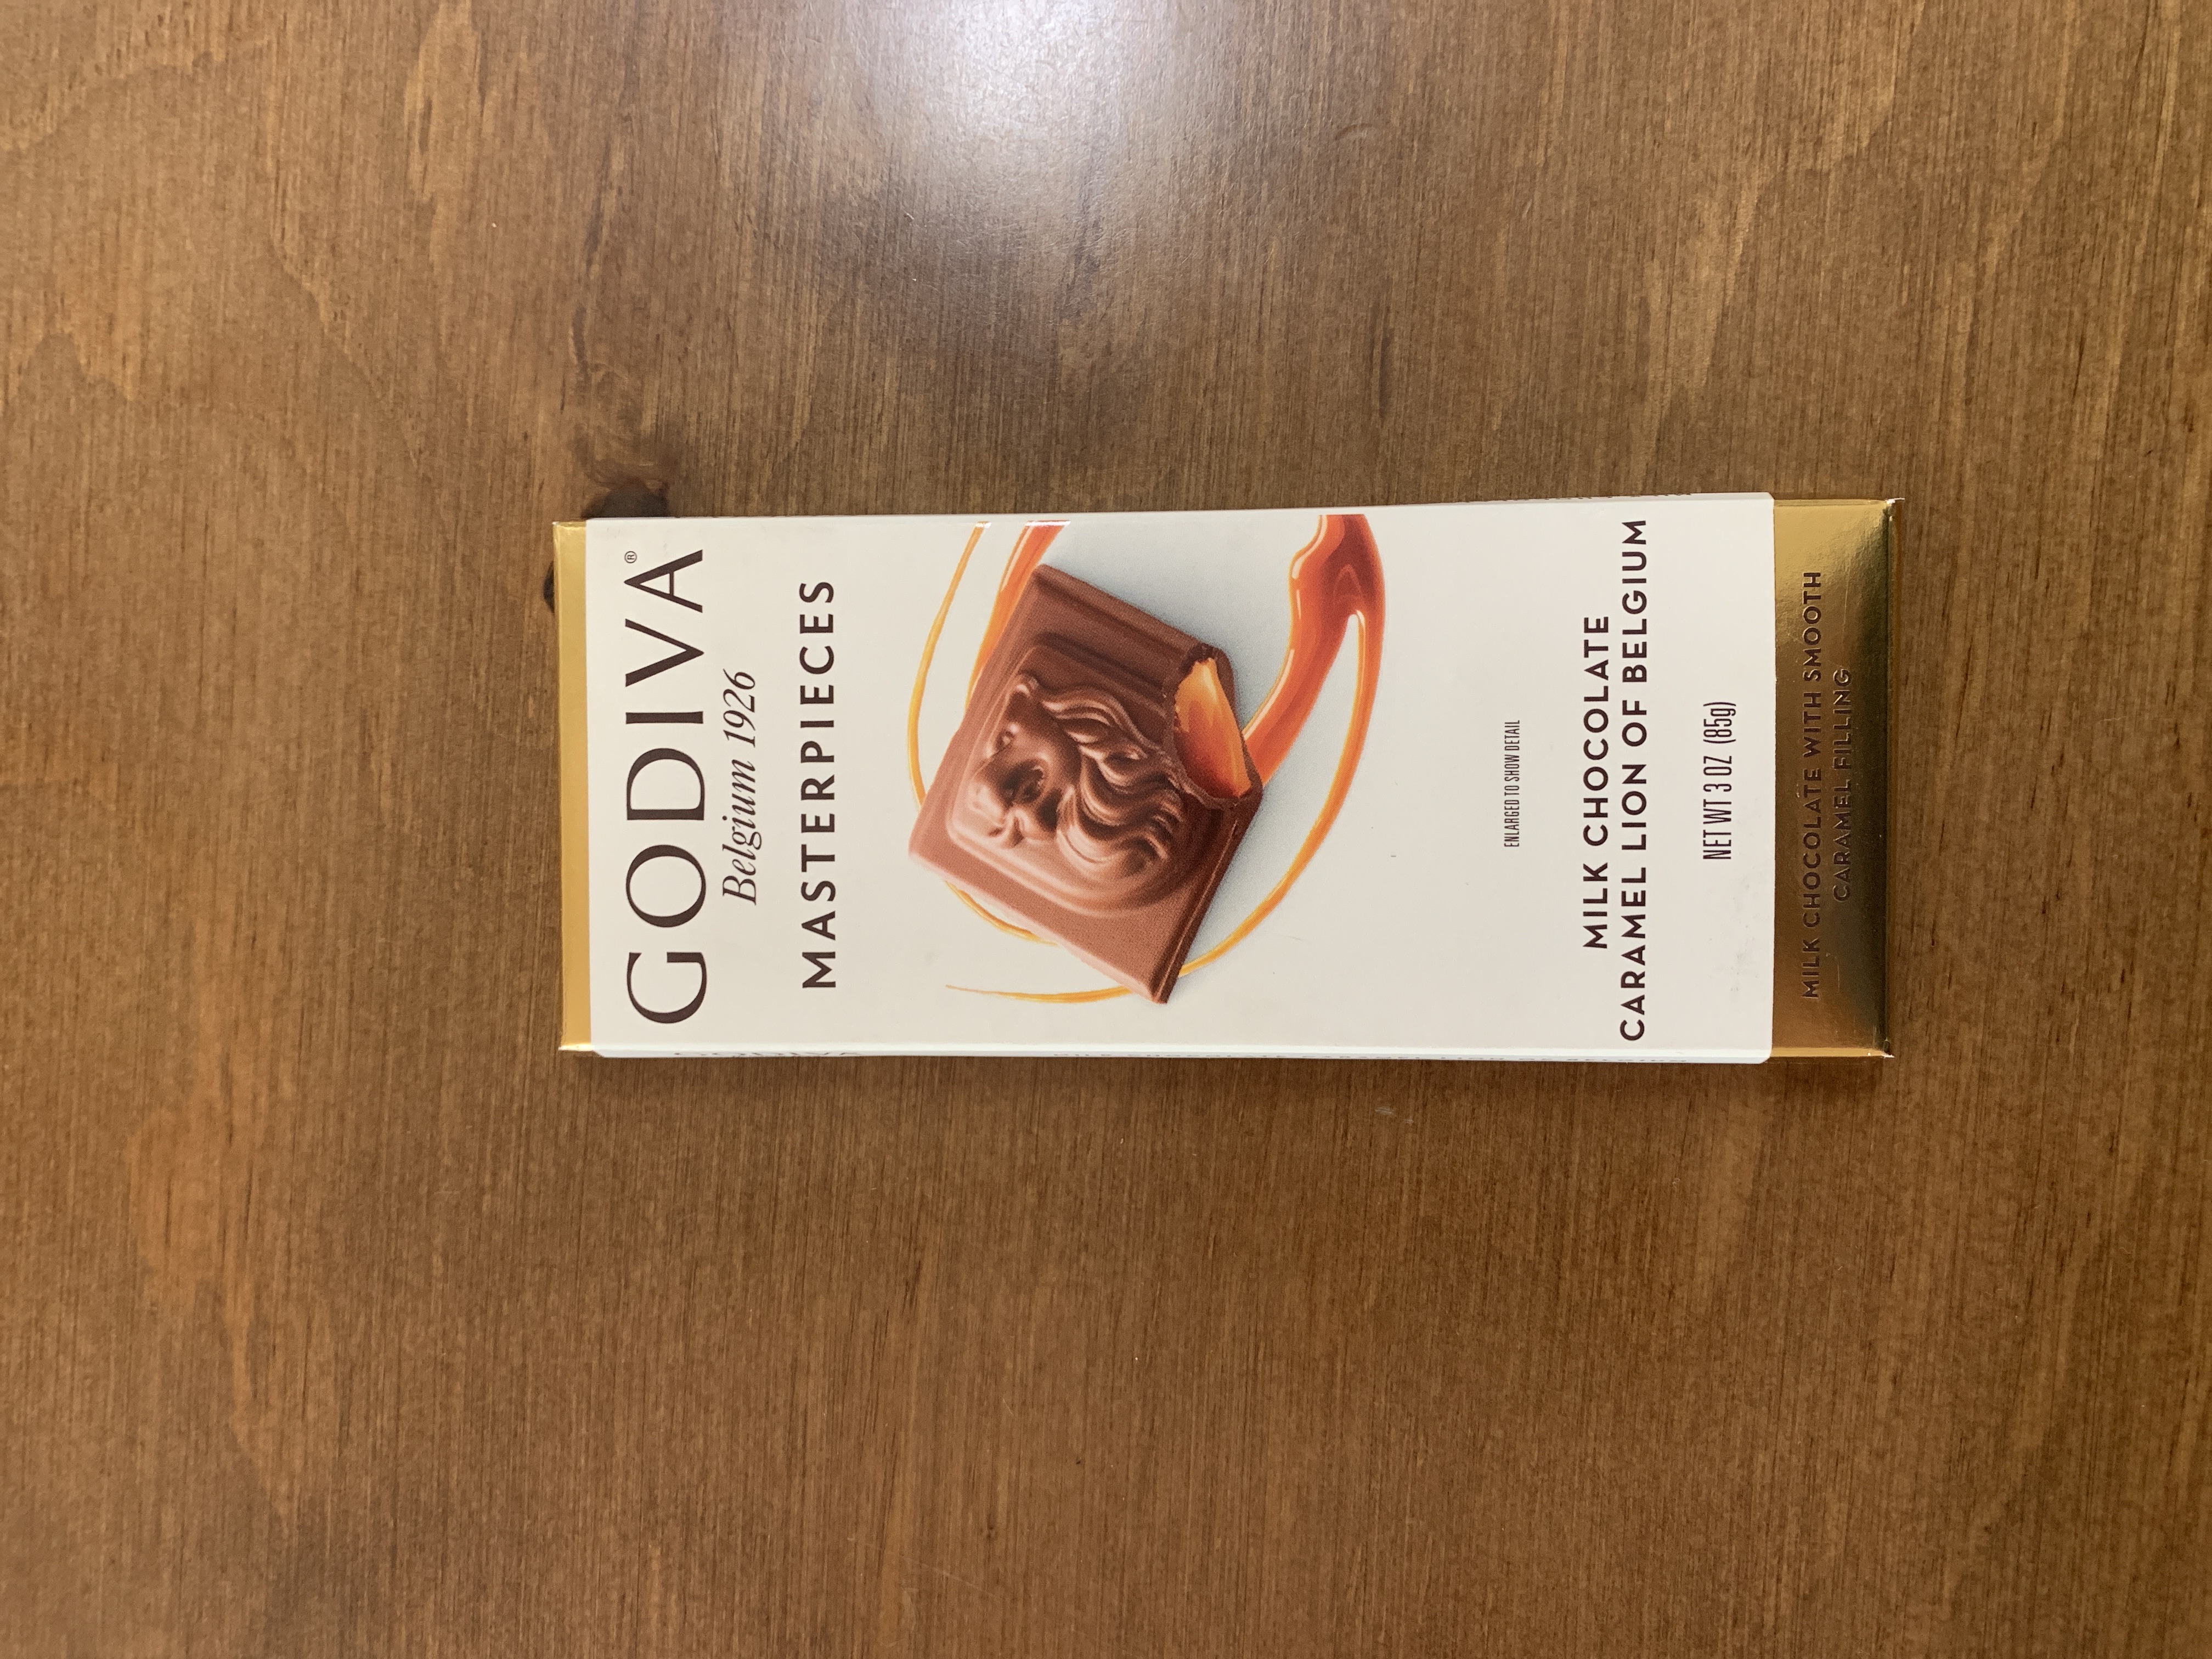 GODIVA®
Belgium 1926
MASTERPIECES
ENLARGED TO SHOW DETAIL
MILK CHOCOLATE
CARAMEL LION OF BELGIUM
NET WT 3 OZ (85g)
MILK CHOCOLATE WITH SMOOTH
CARAMEL FILLING
GODIVA